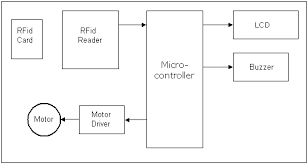 RFid
Card
RFid
Reader
Micro-
controller
LCD
Buzzer
Motor
Motor
Driver